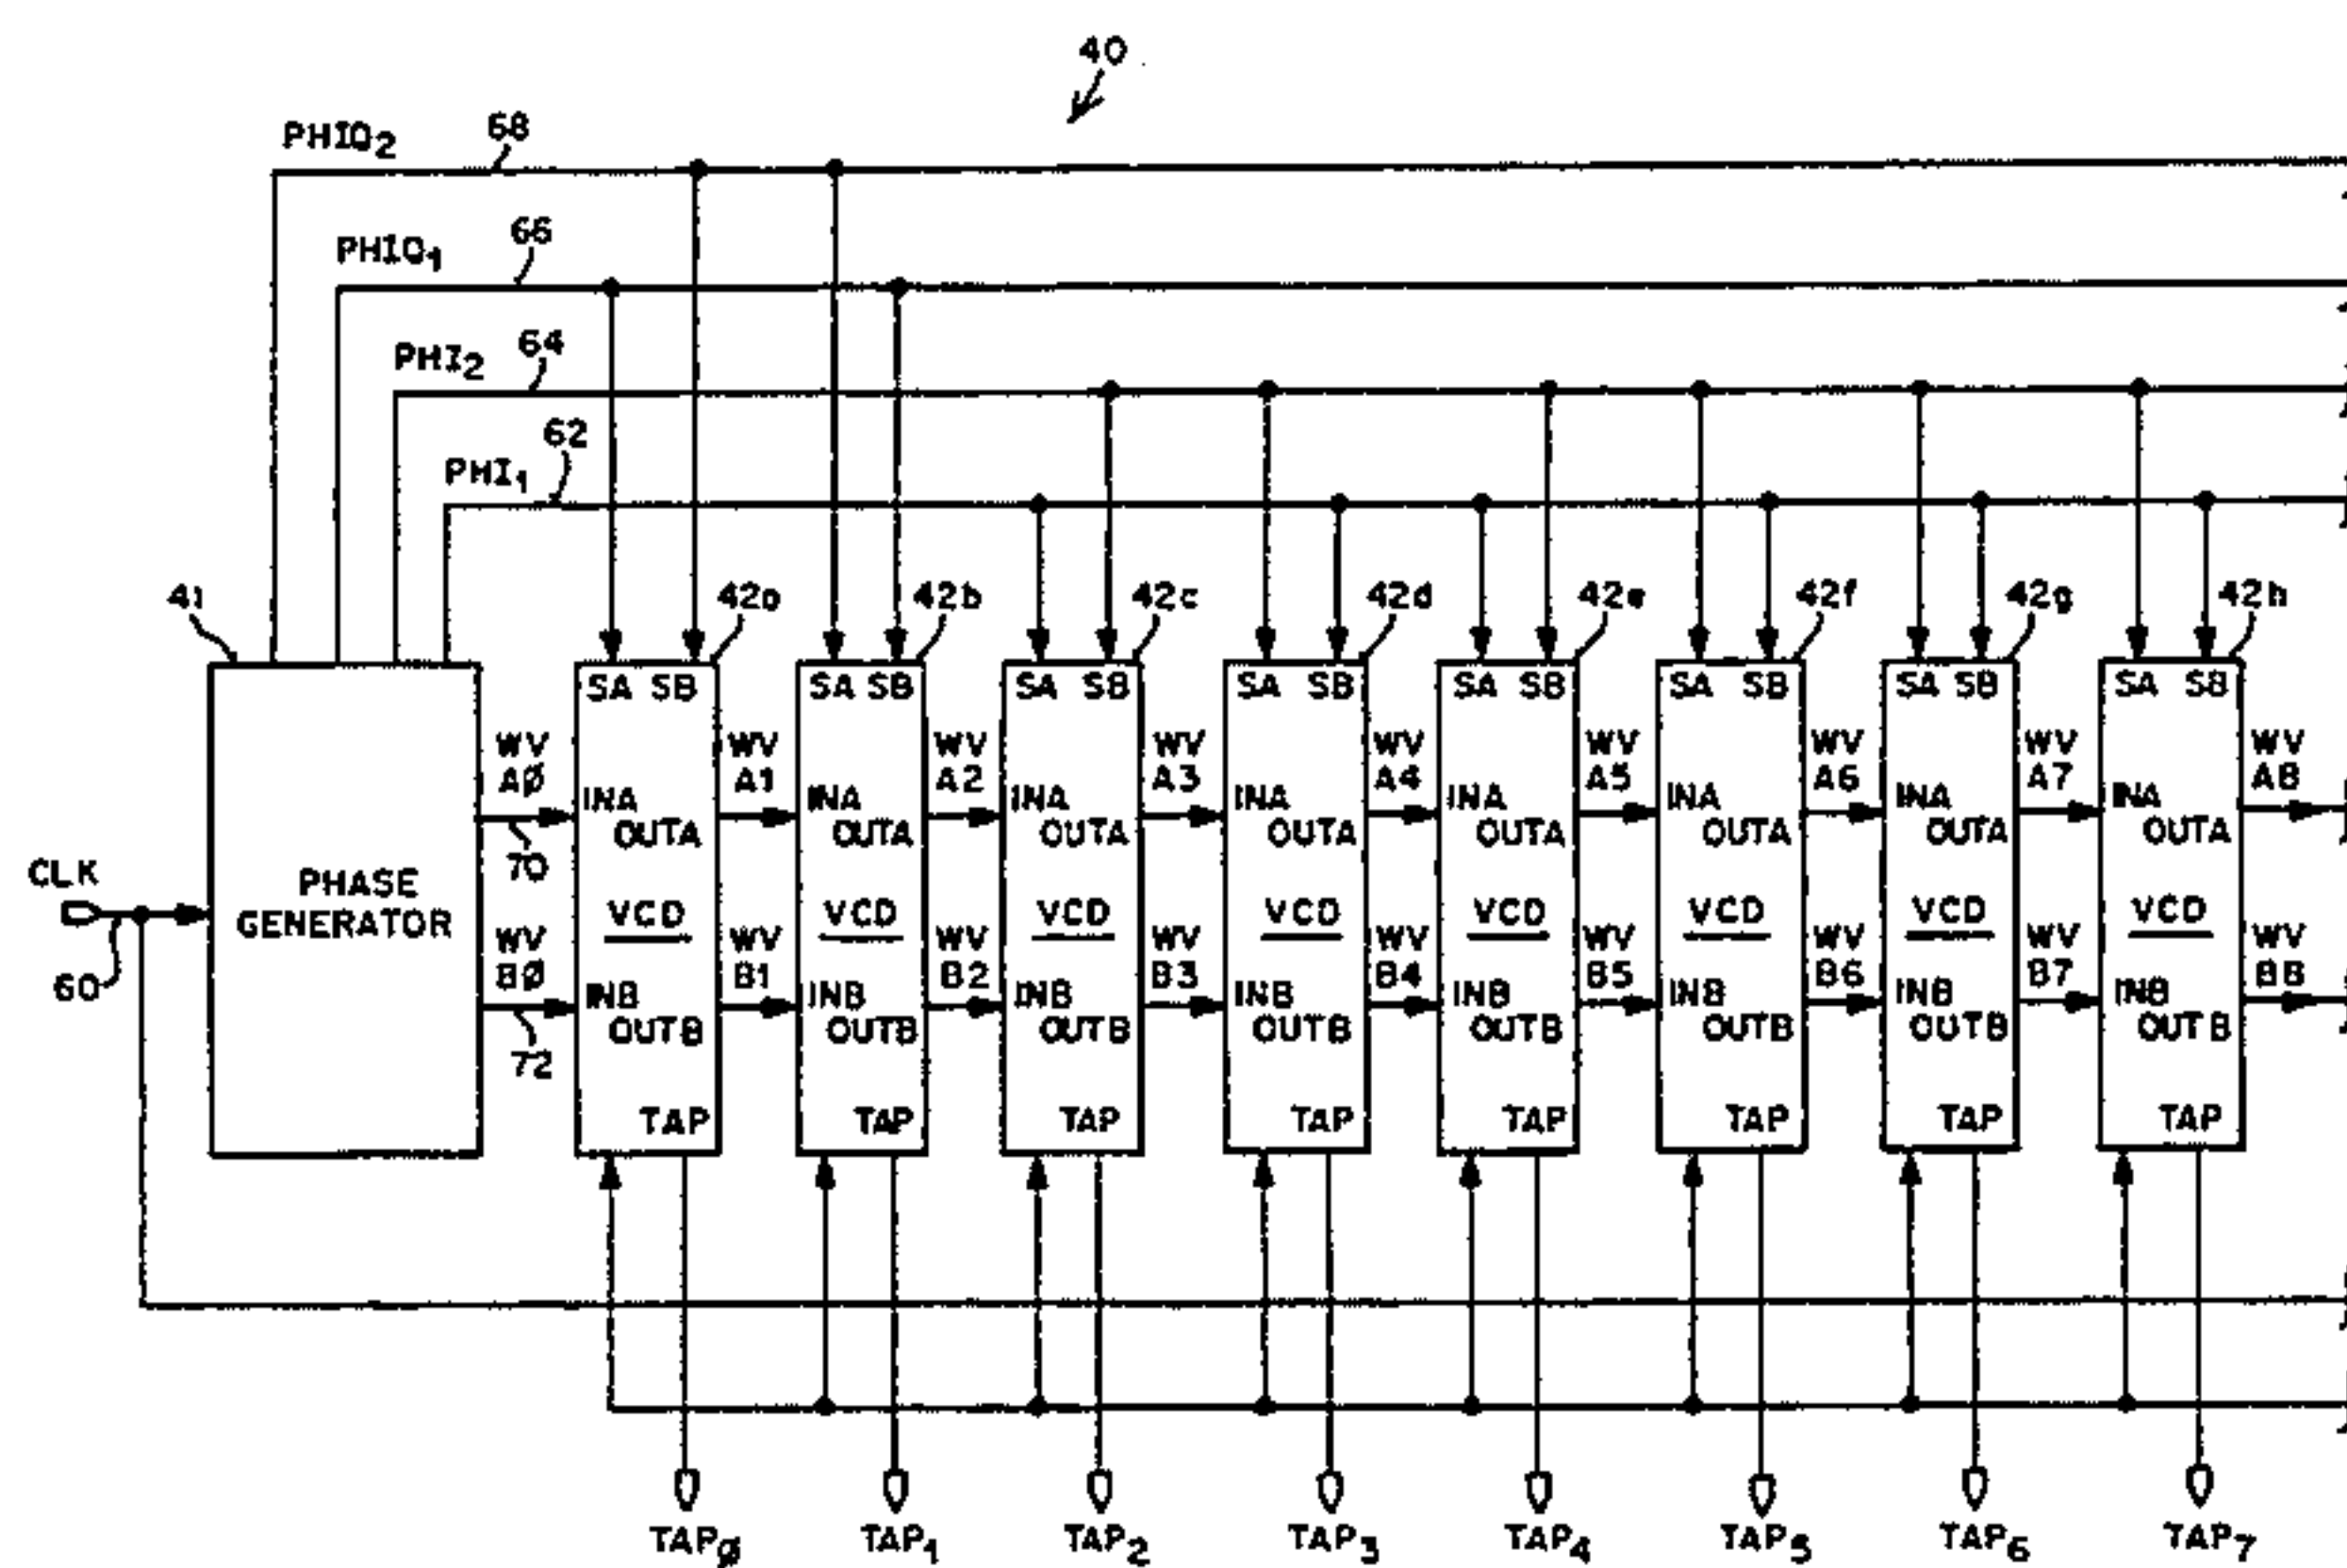 40
PHIQ2 68
PHIQ1 66
PHI2 64
PHI1 62
41 42a 42b 42c 42d 42e 42f 42g 42h
SA SB SA SB SA SB SA SB SA SB SA SB SA SB SA SB
WV WV WV WV WV WV WV WV WV
AØ A1 A2 A3 A4 A5 A6 A7 A8
INA INA INA INA INA INA INA INA
OUTA OUTA OUTA OUTA OUTA OUTA OUTA OUTA
70
CLK
PHASE
GENERATOR
VCD VCD VCD VCD VCD VCD VCD VCD
WV WV WV WV WV WV WV WV WV
BØ B1 B2 B3 B4 B5 B6 B7 B8
60
INB INB INB INB INB INB INB INB
OUTB OUTB OUTB OUTB OUTB OUTB OUTB OUTB
72
TAP TAP TAP TAP TAP TAP TAP TAP
TAPØ TAP1 TAP2 TAP3 TAP4 TAP5 TAP6 TAP7